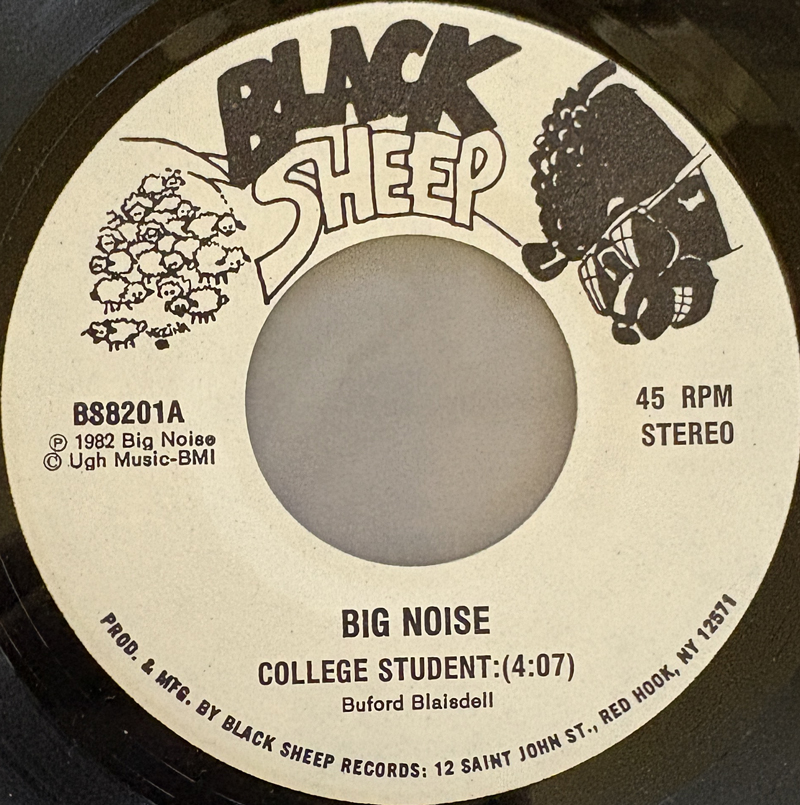 BLACK
SHEEP
BS8201A
Ⓟ 1982 Big Noise
© Ugh Music-BMI
45 RPM
STEREO
BIG NOISE
COLLEGE STUDENT:(4:07)
Buford Blaisdell
PROD. & MFG. BY BLACK SHEEP RECORDS: 12 SAINT JOHN ST., RED HOOK, NY 12571